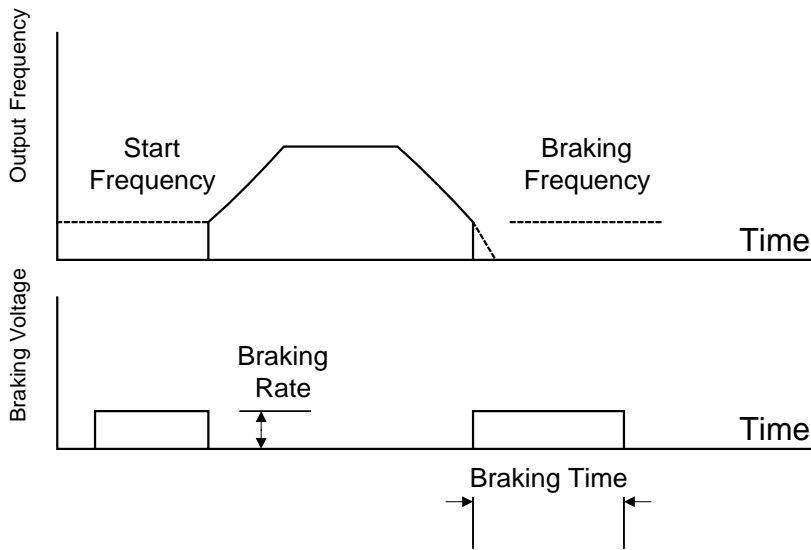 Output Frequency
Start
Frequency
Braking
Frequency
Time
Braking Voltage
Braking
Rate
Time
Braking Time